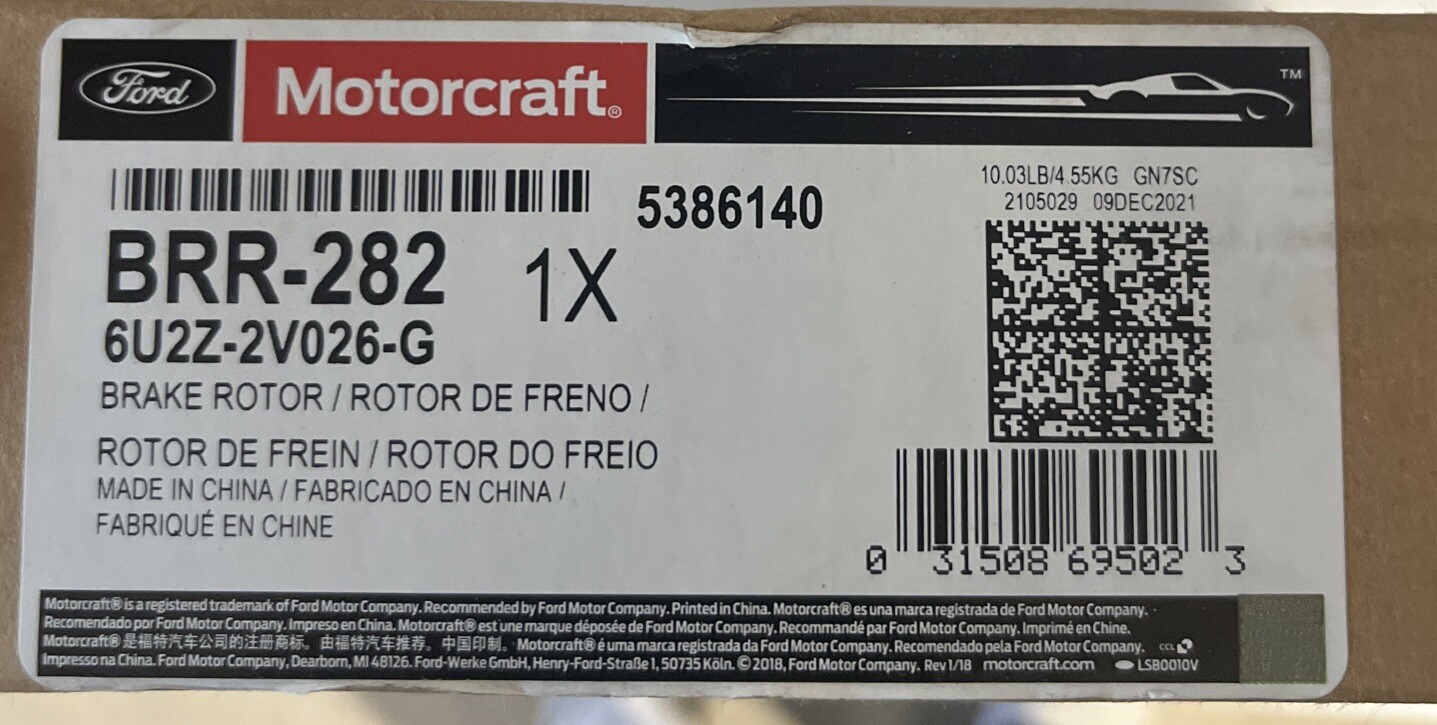 Ford Motorcraft® TM
10.03LB/4.55KG GN7SC
2105029 09DEC2021
5386140
BRR-282 1X
6U2Z-2V026-G
BRAKE ROTOR / ROTOR DE FRENO /
ROTOR DE FREIN / ROTOR DO FREIO
MADE IN CHINA / FABRICADO EN CHINA /
FABRIQUÉ EN CHINE
0 31508 69502 3
Motorcraft® is a registered trademark of Ford Motor Company. Recommended by Ford Motor Company. Printed in China. Motorcraft® es una marca registrada de Ford Motor Company.
Recomendado por Ford Motor Company. Impreso en China. Motorcraft® est une marque déposée de Ford Motor Company. Recommandé par Ford Motor Company. Imprimé en Chine.
Motorcraft® 是福特汽车公司的注册商标。由福特汽车推荐。中国印制。Motorcraft® é uma marca registrada da Ford Motor Company. Recomendado pela Ford Motor Company. CCL
Impresso na China. Ford Motor Company, Dearborn, MI 48126. Ford-Werke GmbH, Henry-Ford-Straße 1, 50735 Köln. © 2018, Ford Motor Company. Rev 1/18 motorcraft.com LSB0010V